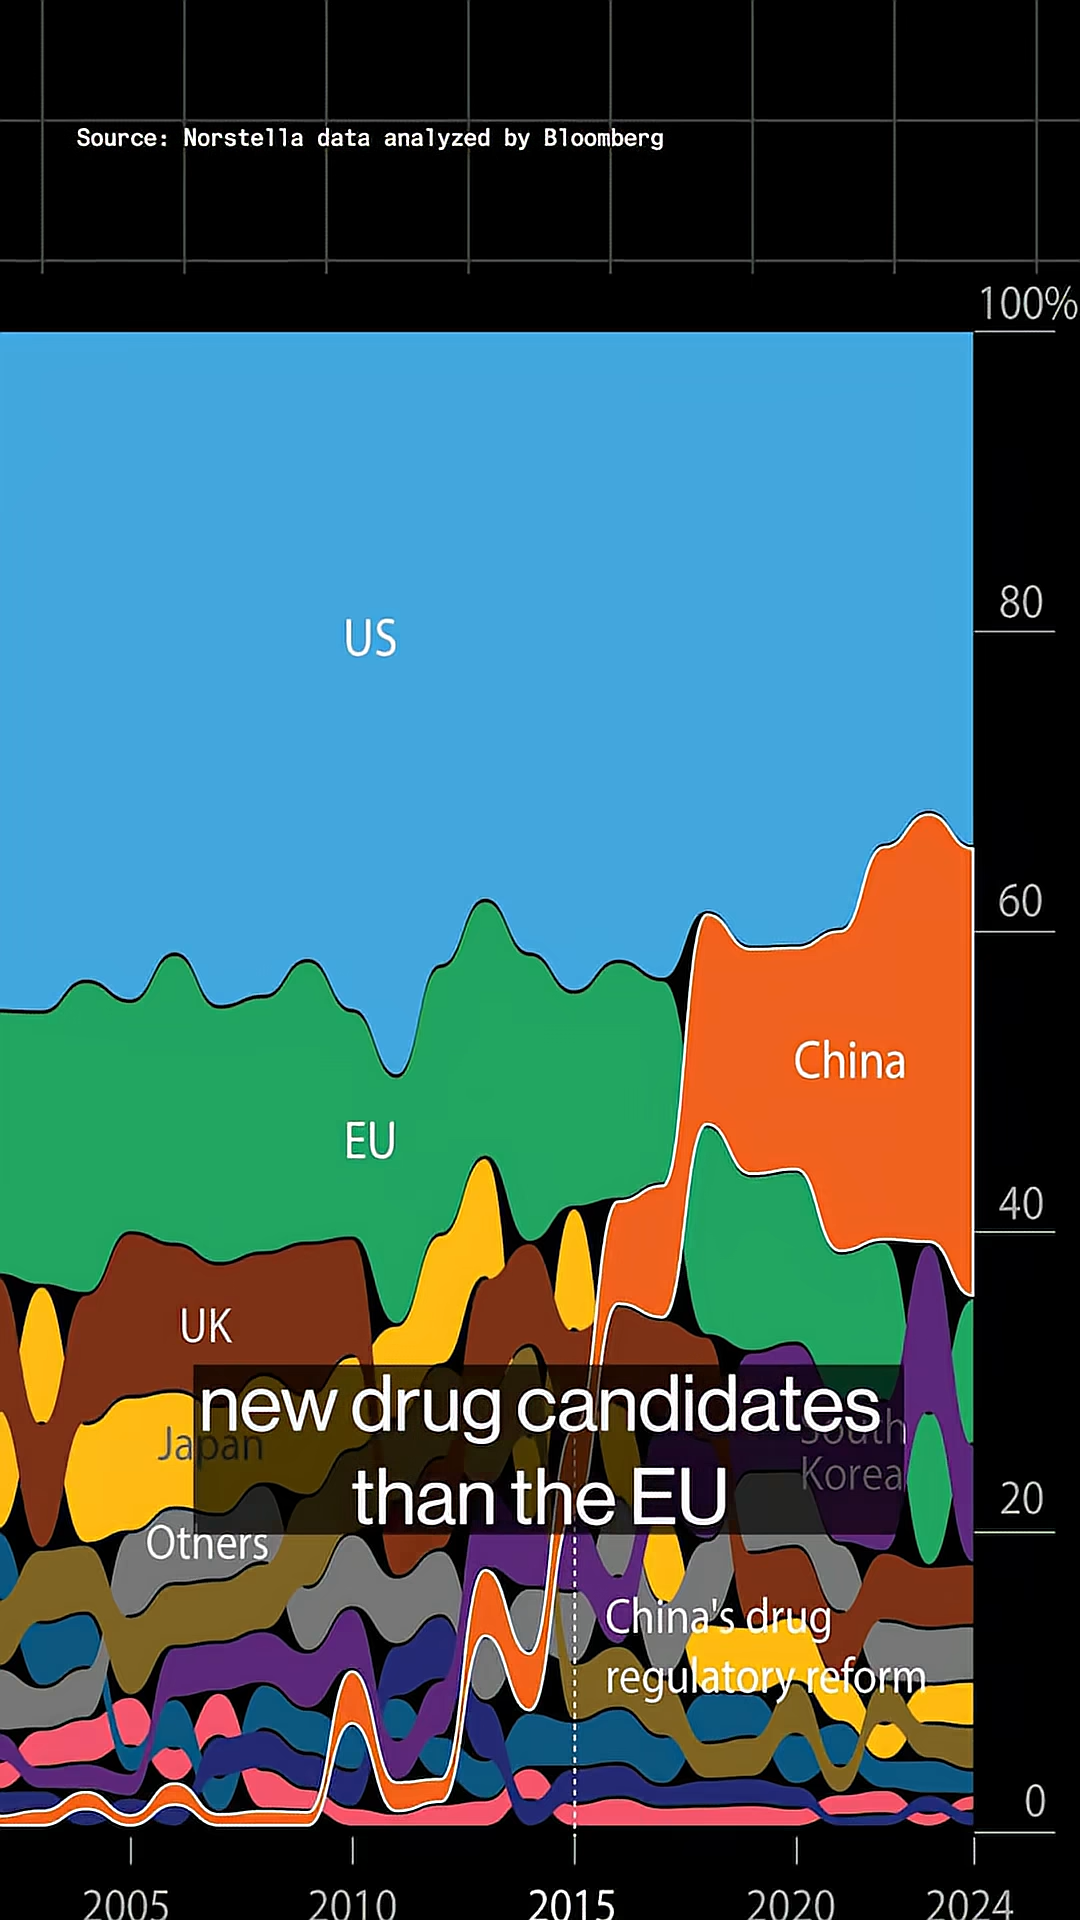 Source: Norstella data analyzed by Bloomberg
100%
80
US
60
China
EU
40
UK
new drug candidates
than the EU
Japan
South
Korea
20
Others
China's drug
regulatory reform
0
2005
2010
2015
2020
2024